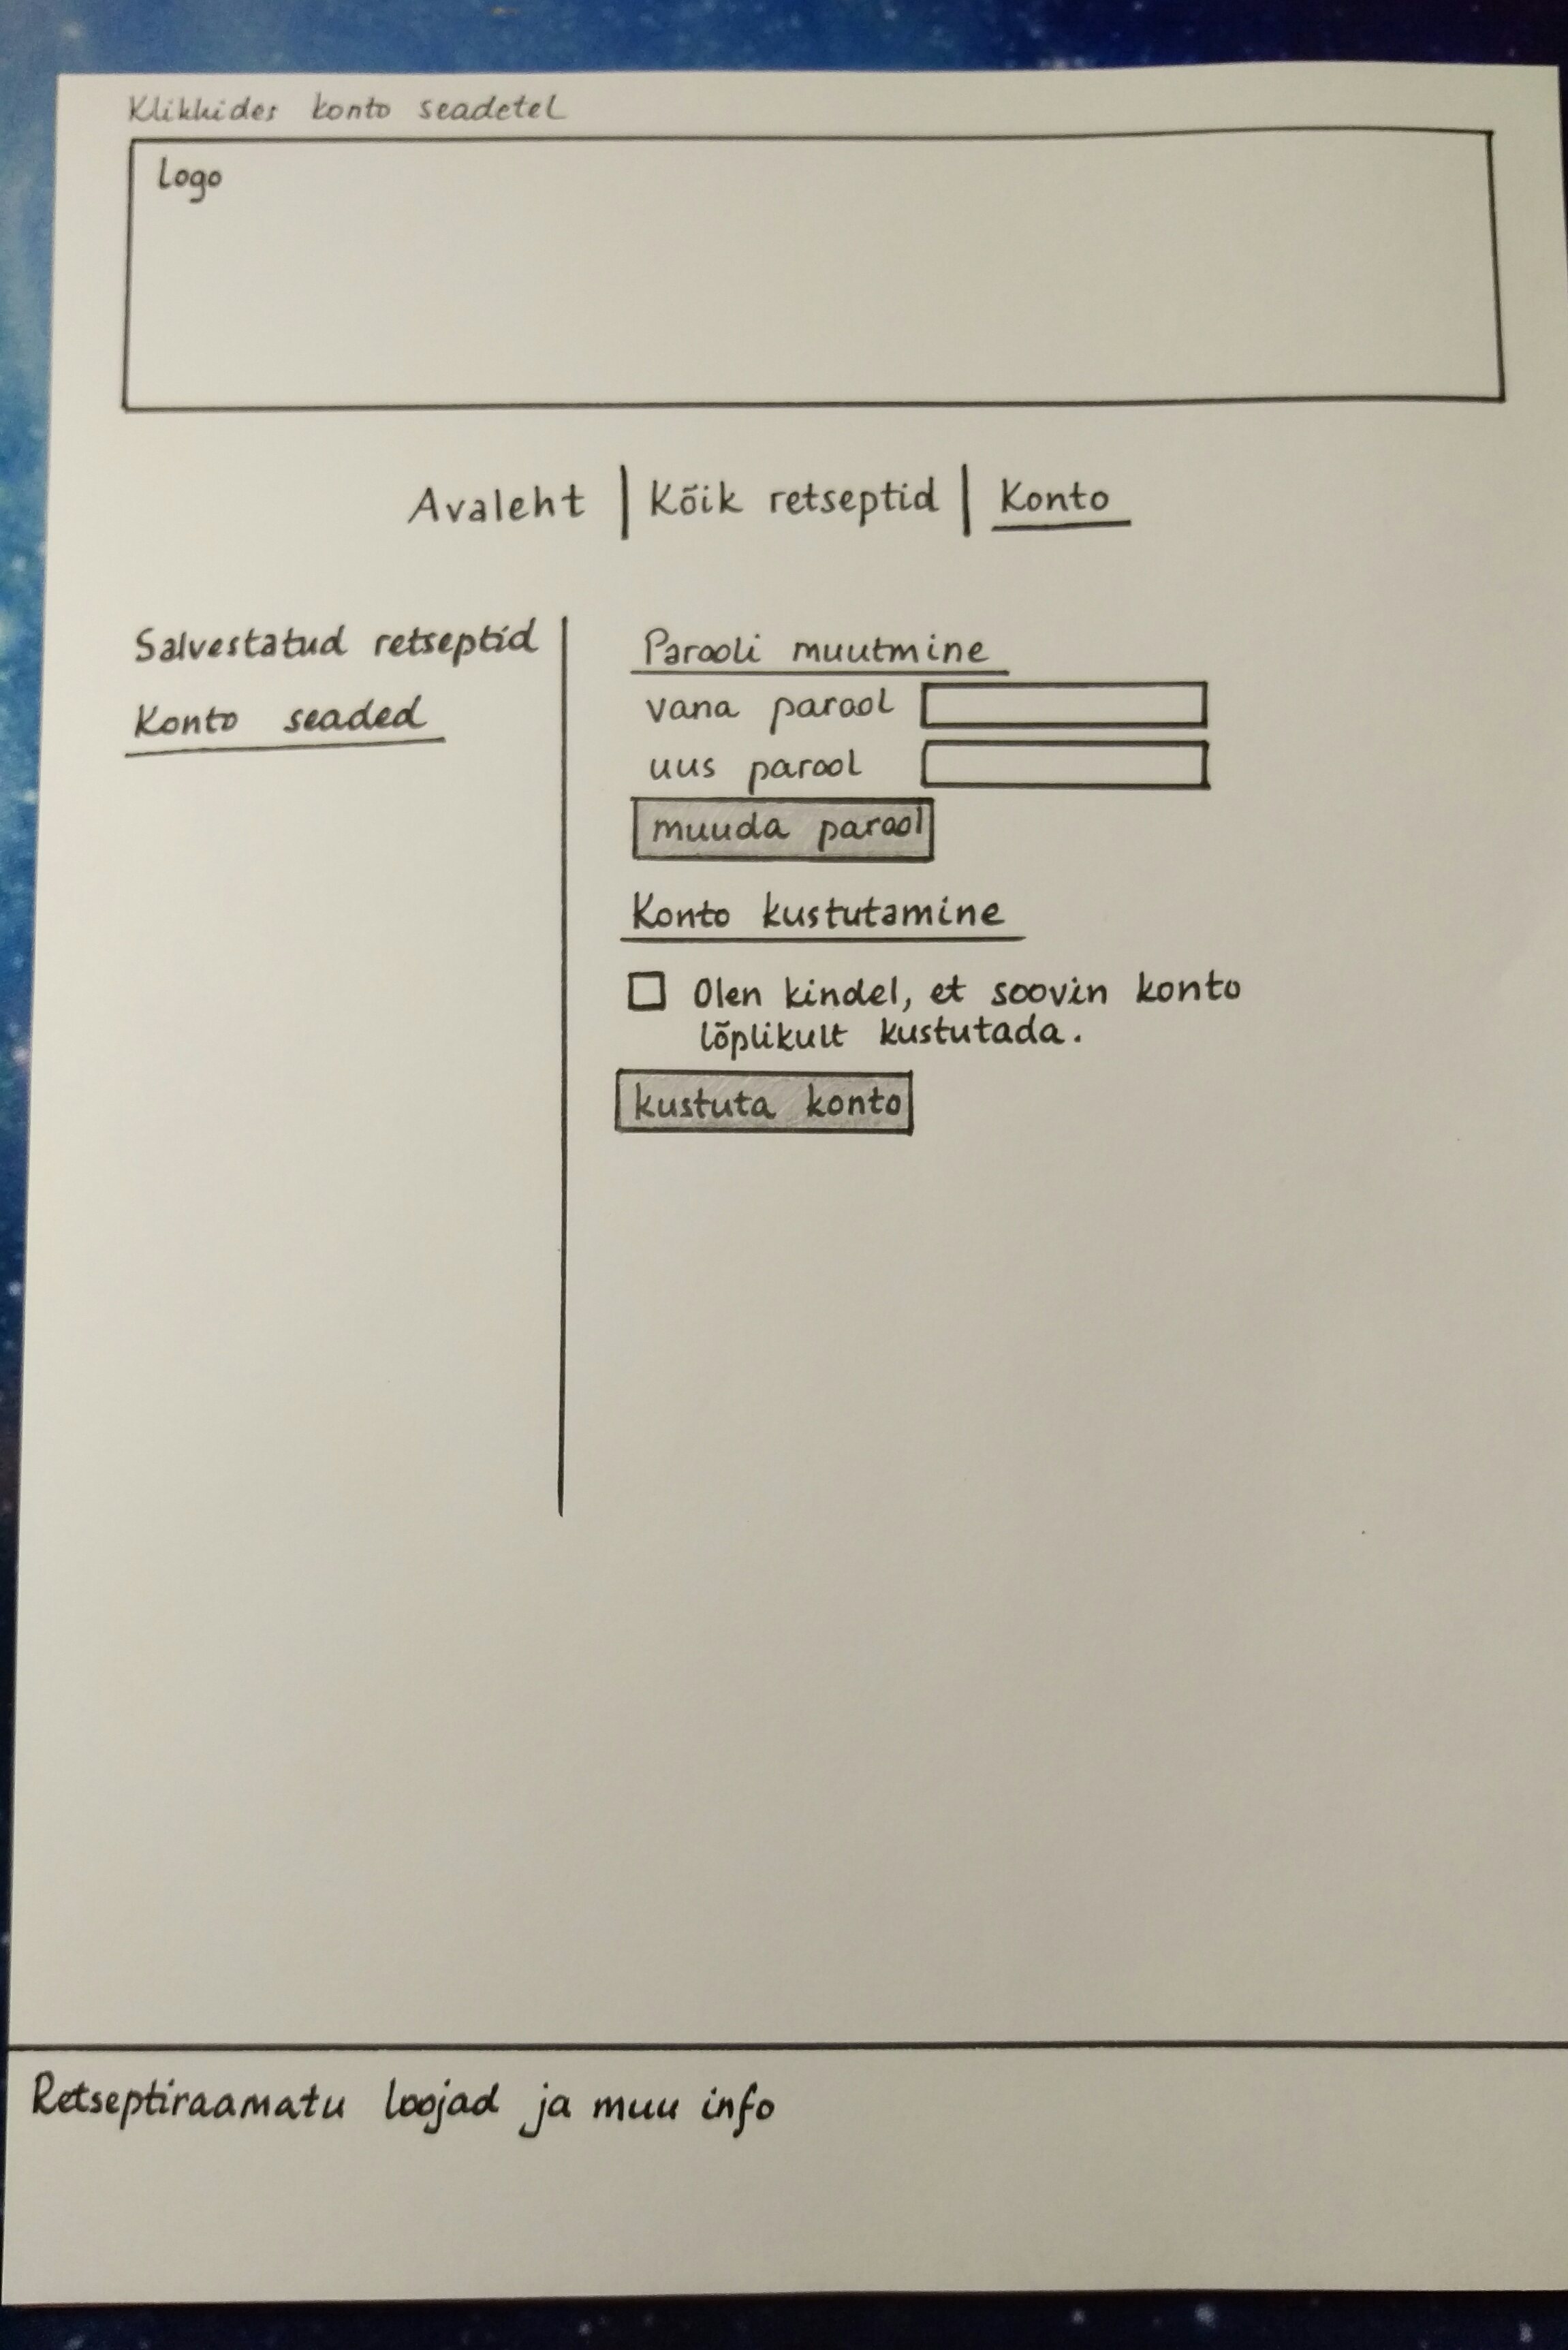 Klikkides konto seadetel
Logo
Avaleht | Kõik retseptid | Konto
Salvestatud retseptid
Konto seaded
Parooli muutmine
vana parool
uus parool
muuda parool
Konto kustutamine
Olen kindel, et soovin konto
lõplikult kustutada.
kustuta konto
Retseptiraamatu loojad ja muu info